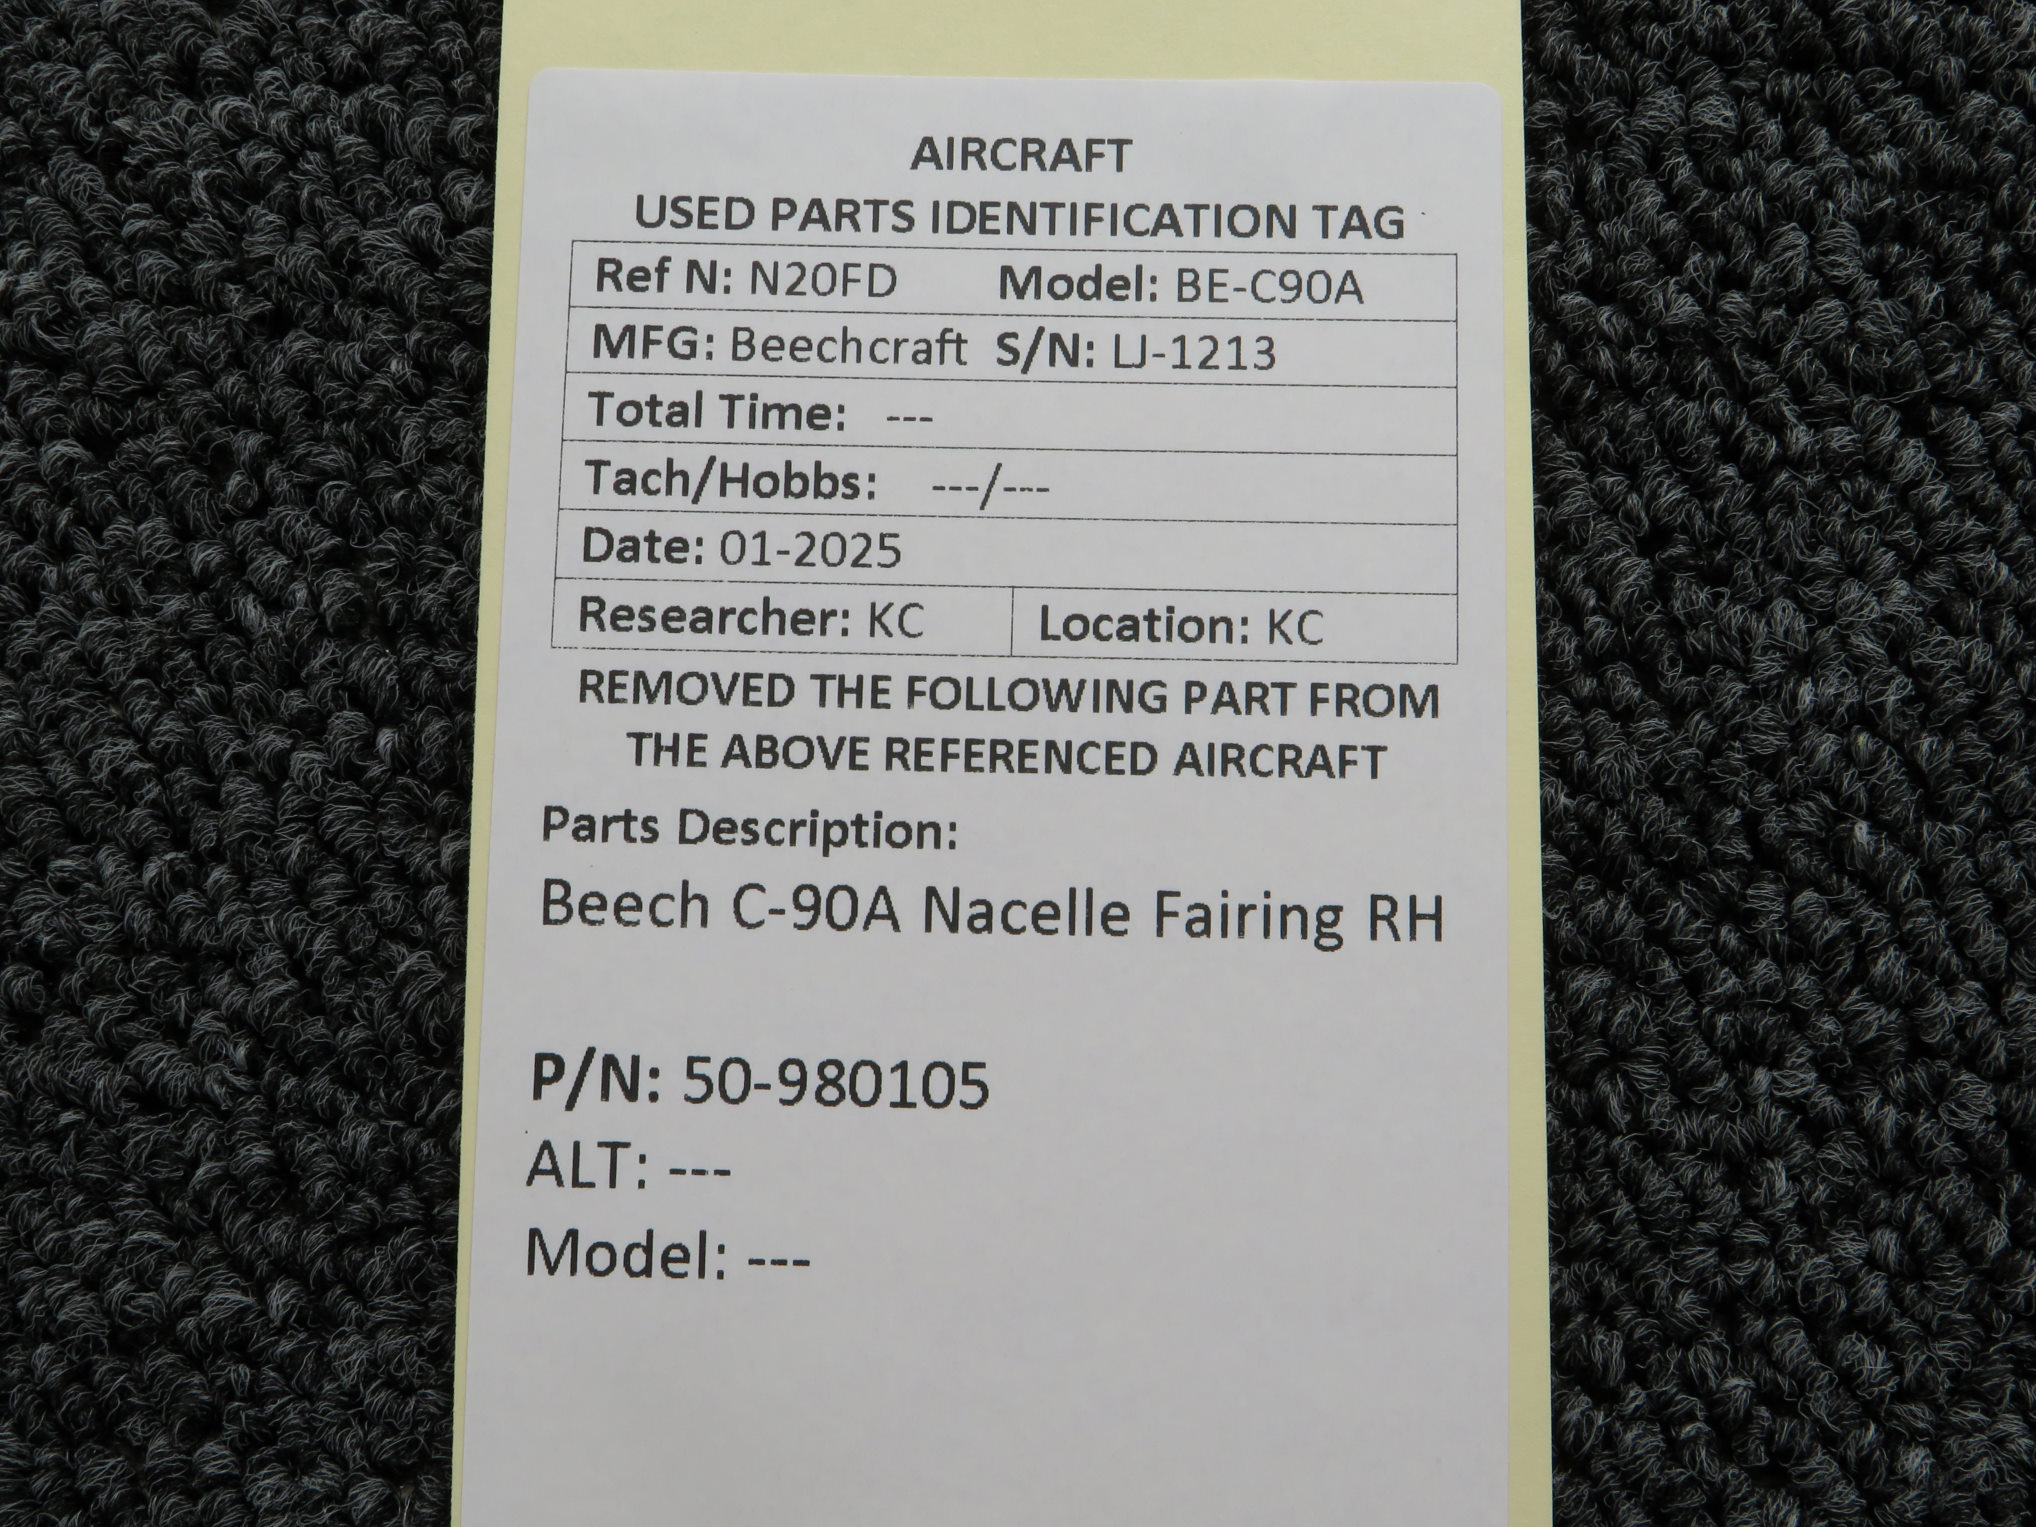 AIRCRAFT
USED PARTS IDENTIFICATION TAG
Ref N: N20FD Model: BE-C90A
MFG: Beechcraft S/N: LJ-1213
Total Time: ---
Tach/Hobbs: ---/---
Date: 01-2025
Researcher: KC Location: KC
REMOVED THE FOLLOWING PART FROM
THE ABOVE REFERENCED AIRCRAFT
Parts Description:
Beech C-90A Nacelle Fairing RH
P/N: 50-980105
ALT: ---
Model: ---